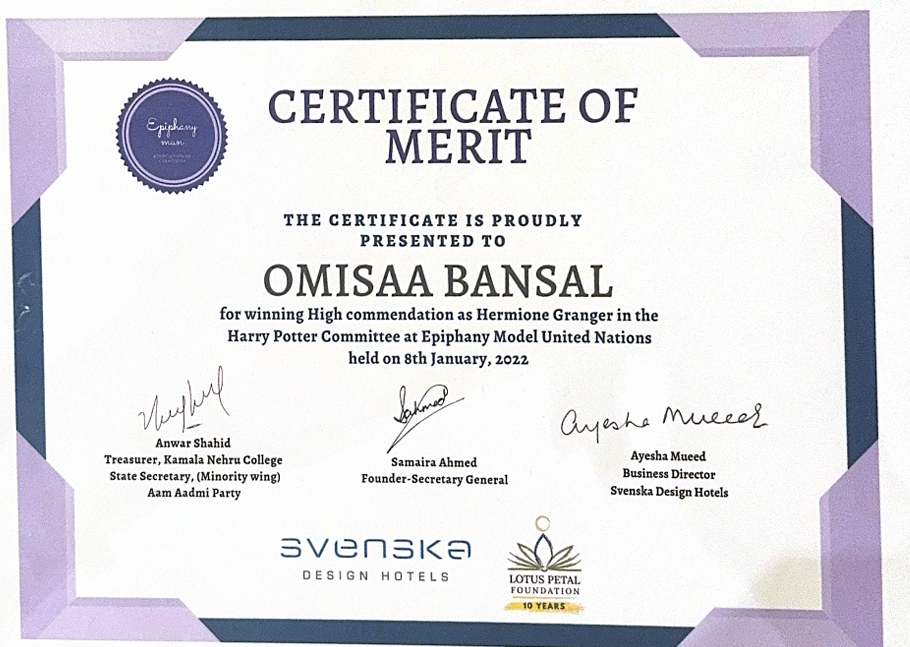 Epiphany
mun
CERTIFICATE OF
MERIT
THE CERTIFICATE IS PROUDLY
PRESENTED TO
OMISAA BANSAL
for winning High commendation as Hermione Granger in the
Harry Potter Committee at Epiphany Model United Nations
held on 8th January, 2022
Sahmed
Ayesha Mueed
Anwar Shahid
Treasurer, Kamala Nehru College
State Secretary, (Minority wing)
Aam Aadmi Party
Samaira Ahmed
Founder-Secretary General
Ayesha Mueed
Business Director
Svenska Design Hotels
SVENSKA
DESIGN HOTELS
LOTUS PETAL
FOUNDATION
10 YEARS